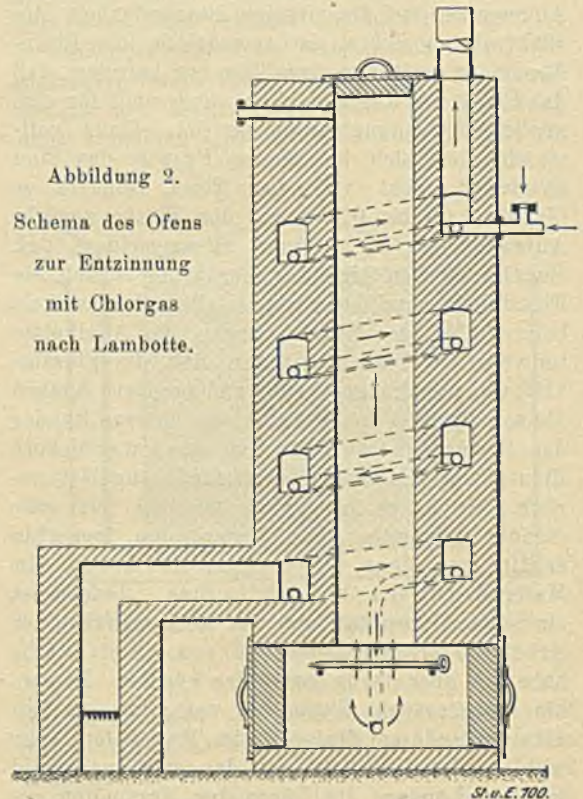 Abbildung 2.
Schema des Ofens
zur Entzinnung
mit Chlorgas
nach Lambotte.
St.u.E.700.